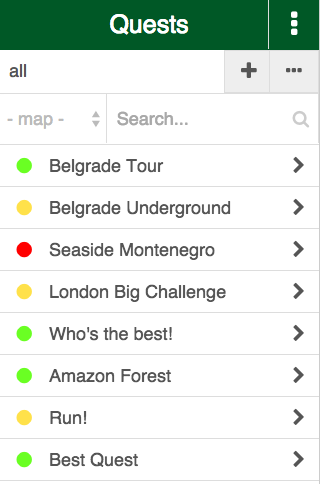 Quests
all
- map -
Search...
Belgrade Tour
Belgrade Underground
Seaside Montenegro
London Big Challenge
Who's the best!
Amazon Forest
Run!
Best Quest